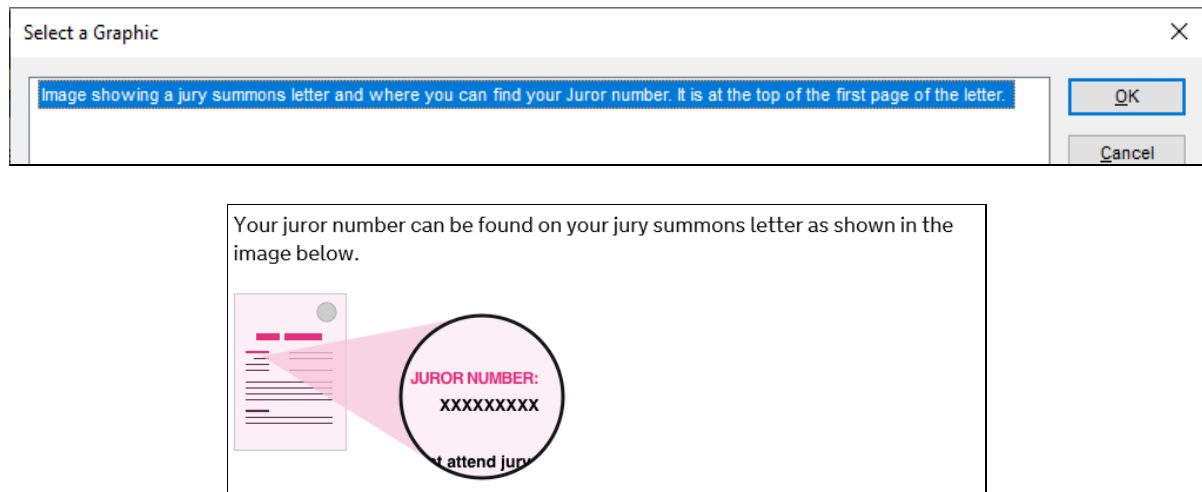 Select a Graphic
Image showing a jury summons letter and where you can find your Juror number. It is at the top of the first page of the letter.
OK
Cancel
Your juror number can be found on your jury summons letter as shown in the
image below.
JUROR NUMBER:
XXXXXXXXX
attend jury